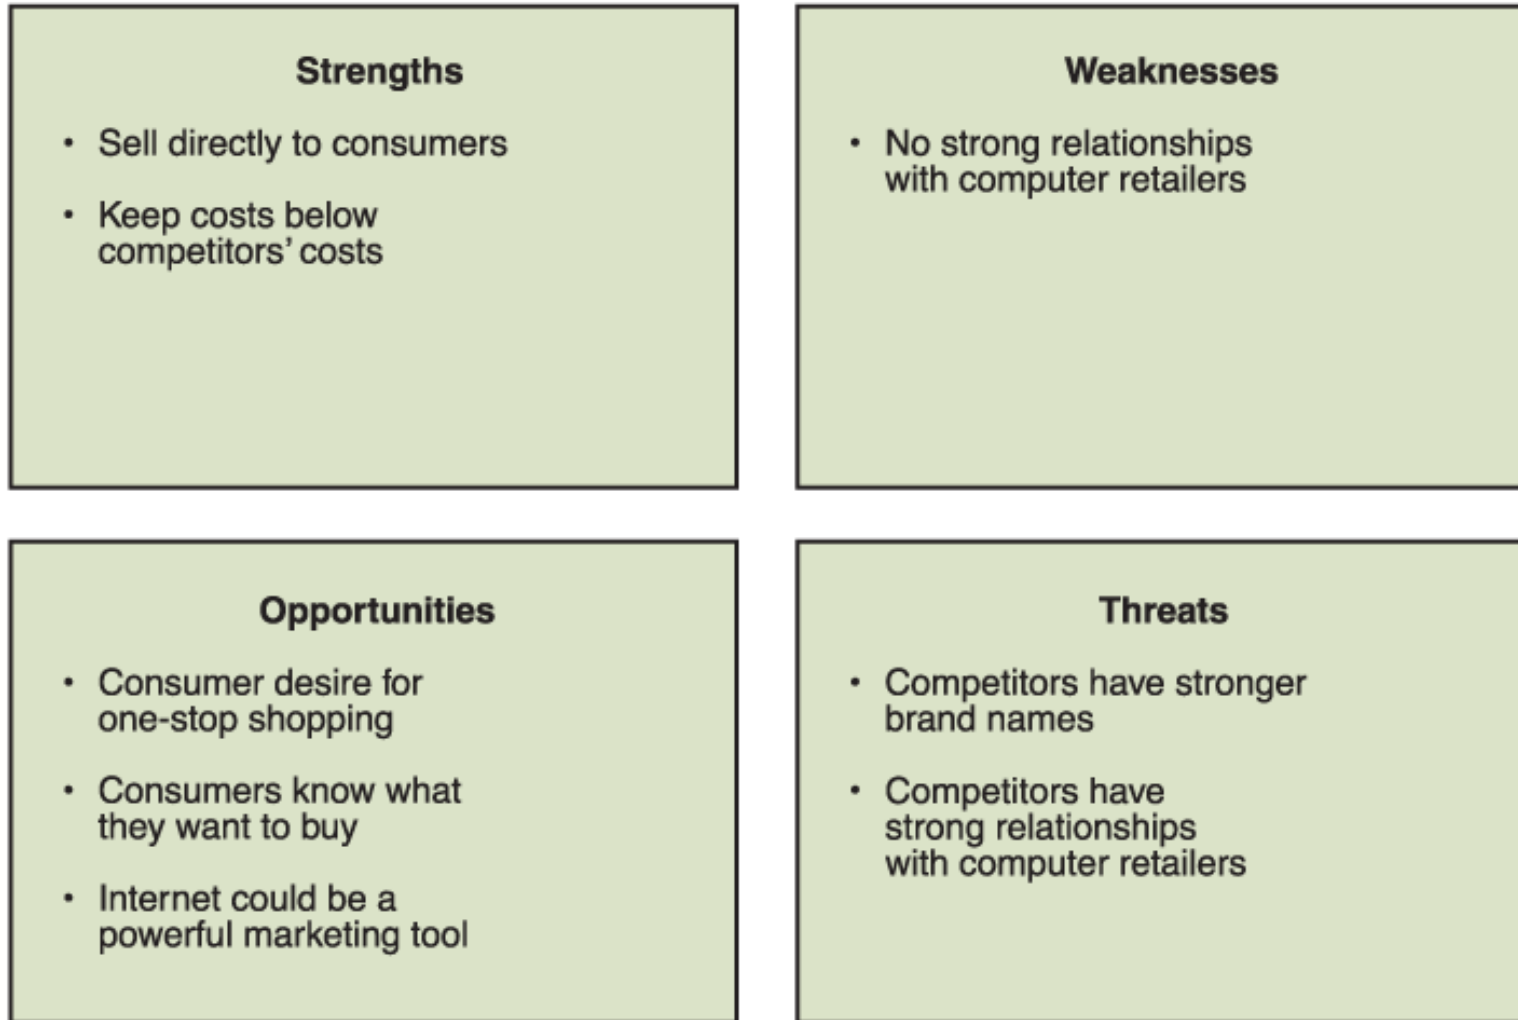 Strengths
• Sell directly to consumers
• Keep costs below
competitors’ costs
Weaknesses
• No strong relationships
with computer retailers
Opportunities
• Consumer desire for
one-stop shopping
• Consumers know what
they want to buy
• Internet could be a
powerful marketing tool
Threats
• Competitors have stronger
brand names
• Competitors have
strong relationships
with computer retailers